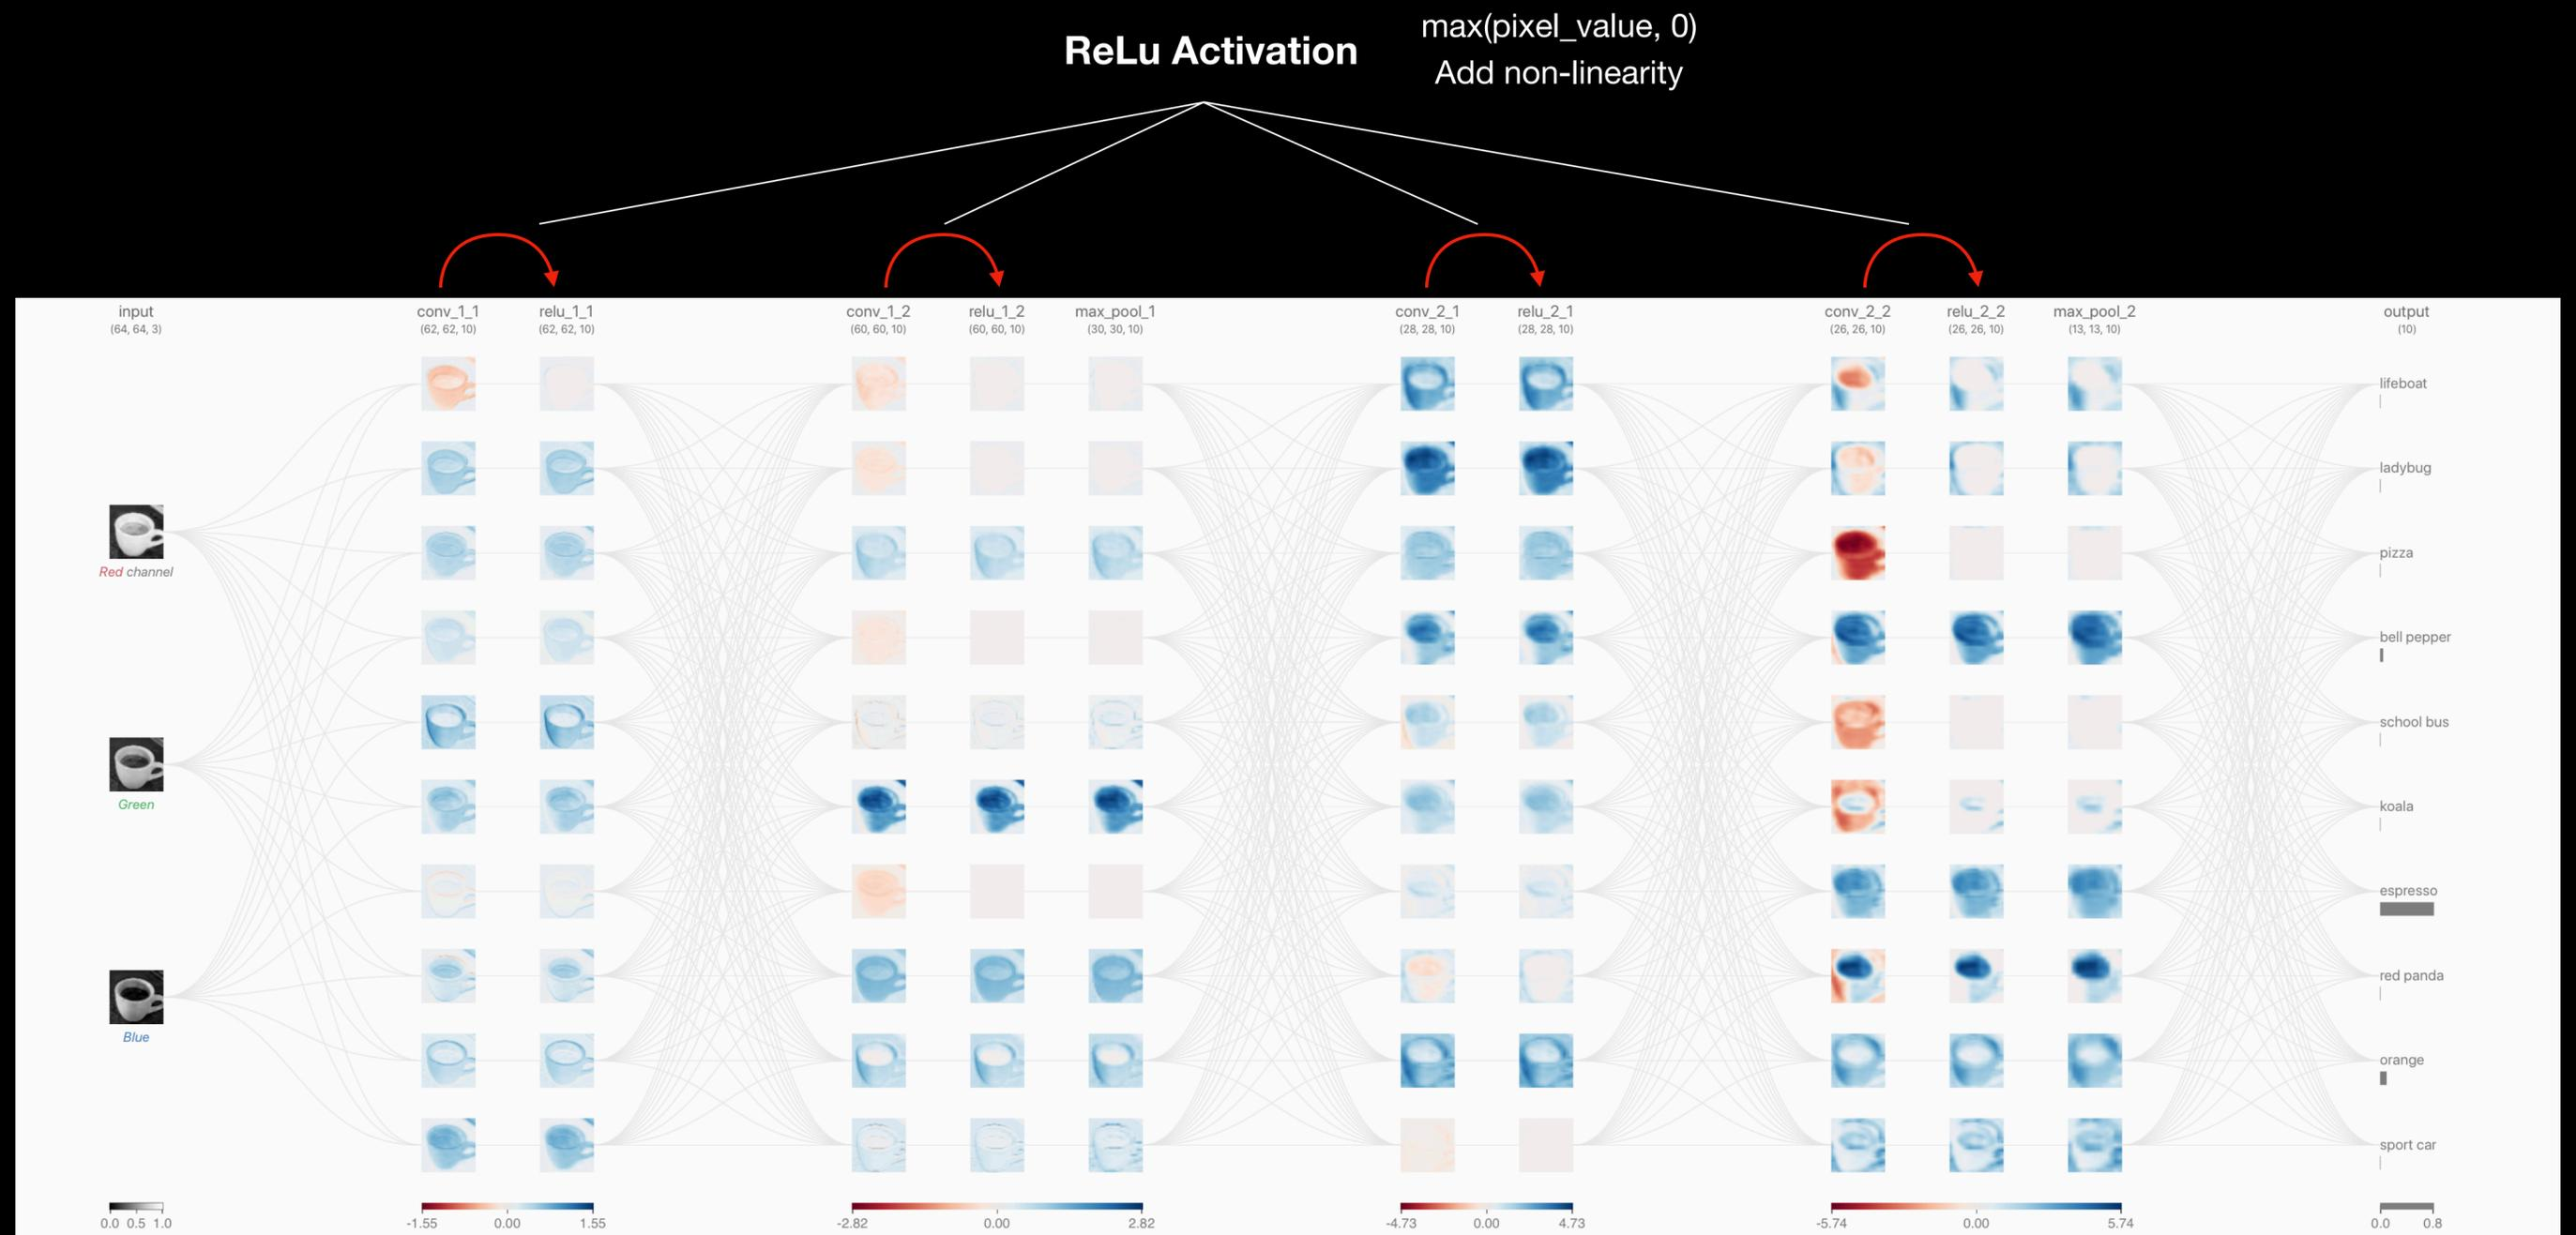 ReLu Activation
max(pixel_value, 0)
Add non-linearity
input
(64, 64, 3)
conv_1_1
(62, 62, 10)
relu_1_1
(62, 62, 10)
conv_1_2
(60, 60, 10)
relu_1_2
(60, 60, 10)
max_pool_1
(30, 30, 10)
conv_2_1
(28, 28, 10)
relu_2_1
(28, 28, 10)
conv_2_2
(26, 26, 10)
relu_2_2
(26, 26, 10)
max_pool_2
(13, 13, 10)
output
(10)
Red channel
Green
Blue
lifeboat
ladybug
pizza
bell pepper
school bus
koala
espresso
red panda
orange
sport car
0.0 0.5 1.0
-1.55 0.00 1.55
-2.82 0.00 2.82
-4.73 0.00 4.73
-5.74 0.00 5.74
0.0 0.8